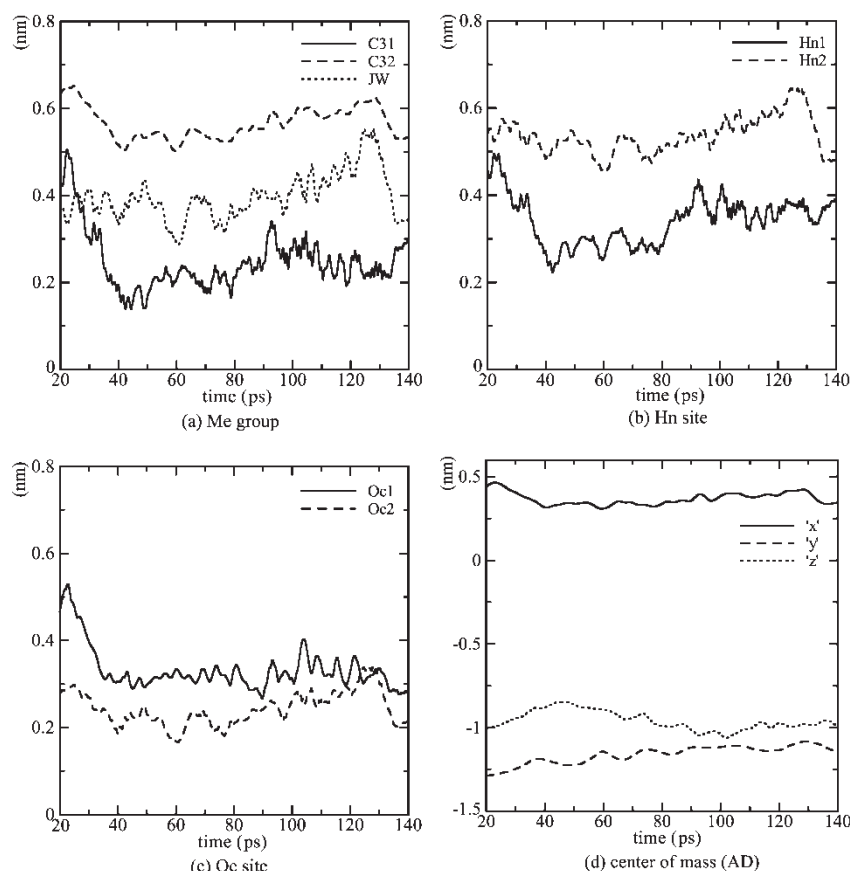 (nm)
0.8
0.6
0.4
0.2
0
C31
C32
JW
20 40 60 80 100 120 140
time (ps)
(a) Me group
(nm)
0.8
0.6
0.4
0.2
0
Hn1
Hn2
20 40 60 80 100 120 140
time (ps)
(b) Hn site
(nm)
0.8
0.6
0.4
0.2
0
Oc1
Oc2
20 40 60 80 100 120 140
time (ps)
(c) Oc site
(nm)
0.5
0
-0.5
-1
-1.5
'x'
'y'
'z'
20 40 60 80 100 120 140
time (ps)
(d) center of mass (AD)